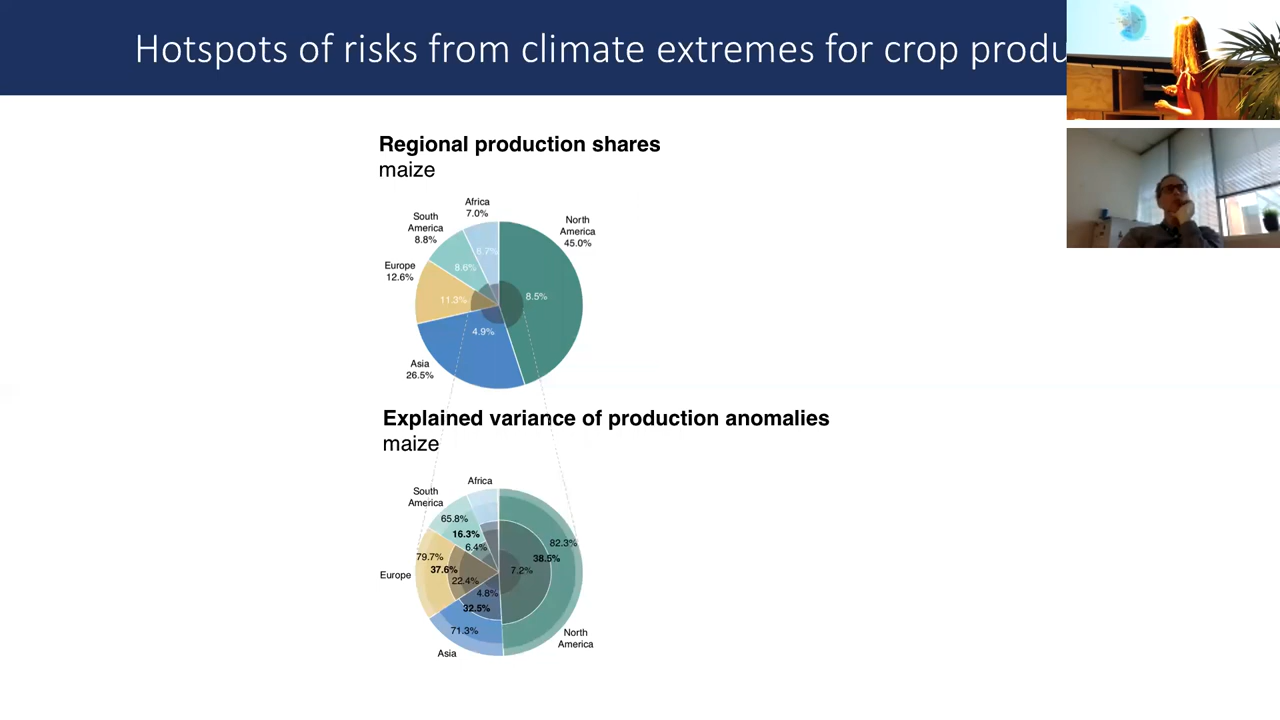 Hotspots of risks from climate extremes for crop produ
Regional production shares
maize
Africa
7.0%
South
America
8.8%
North
America
45.0%
Europe
12.6%
6.7%
8.6%
11.3%
8.5%
4.9%
Asia
26.5%
Explained variance of production anomalies
maize
Africa
South
America
65.8%
16.3%
6.4%
82.3%
38.5%
7.2%
79.7%
37.6%
22.4%
Europe
4.8%
32.5%
71.3%
North
America
Asia